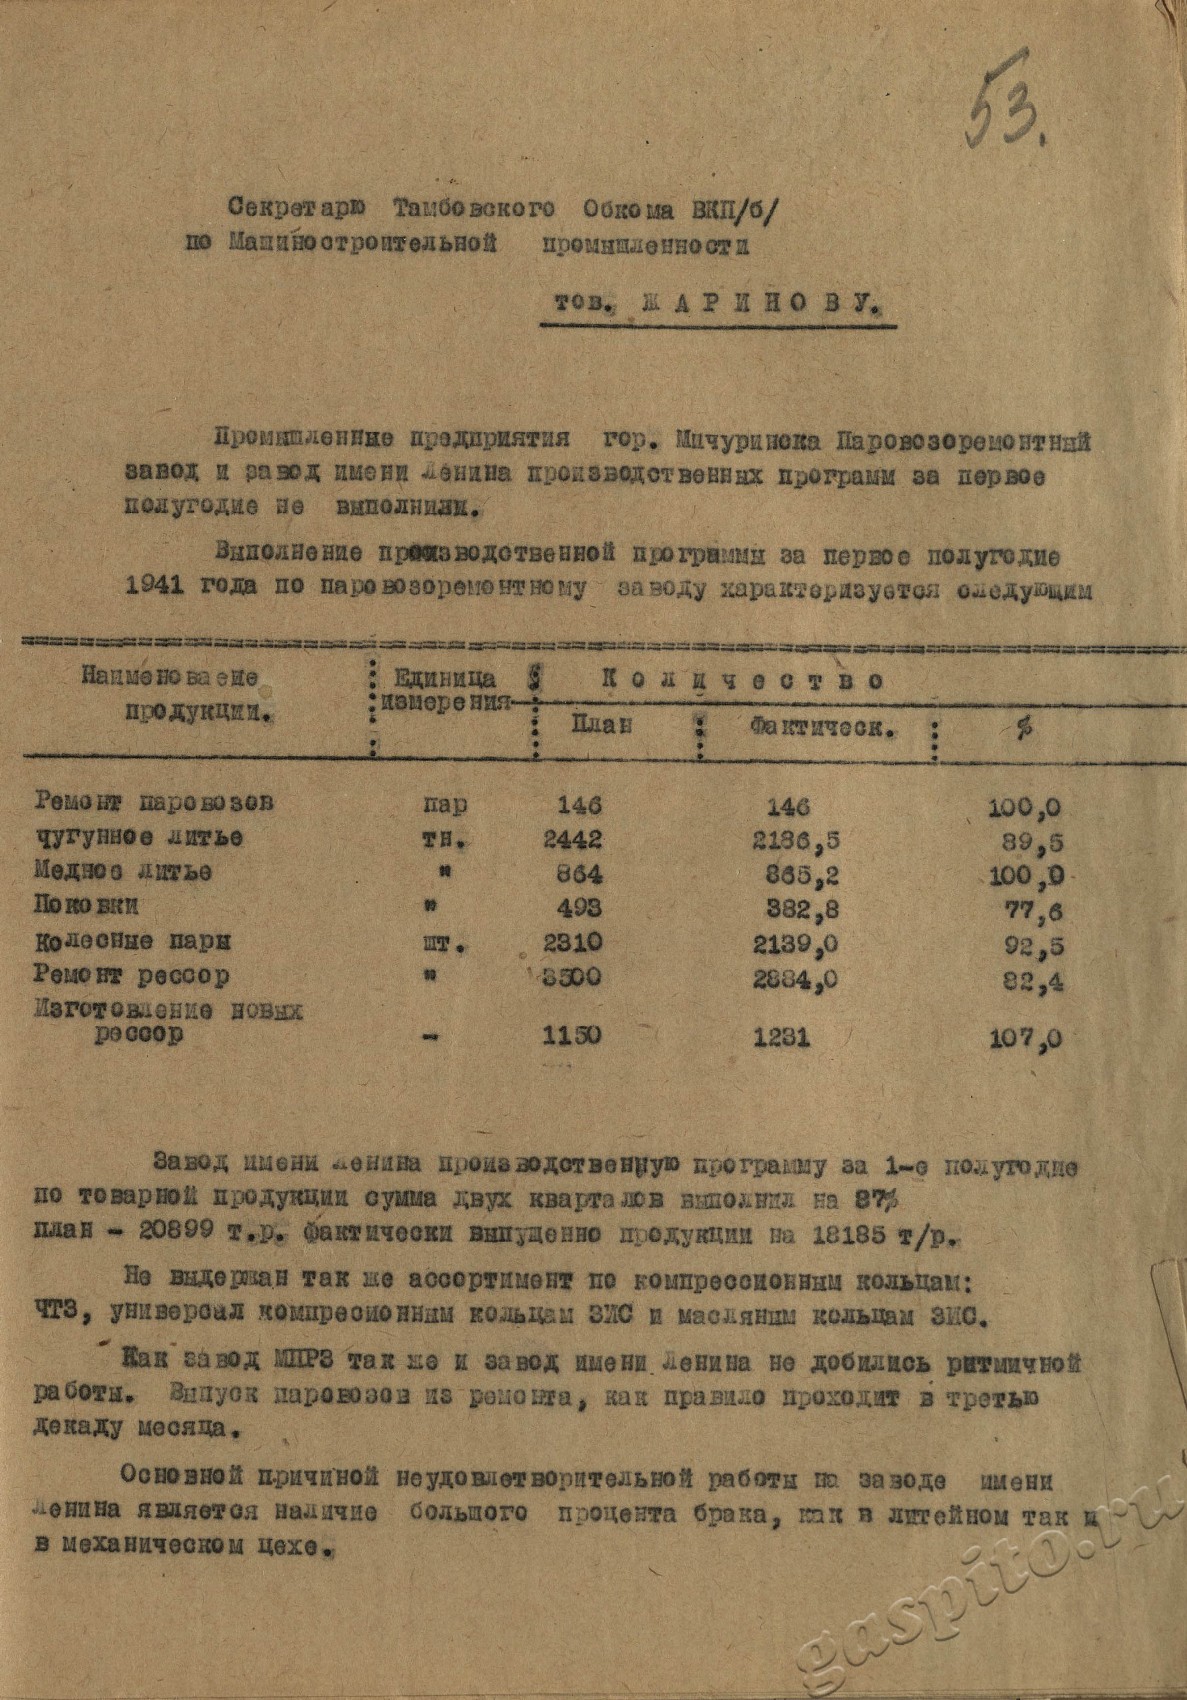 53.
Секретарю Тамбовского Обкома ВКП/б/
по Машиностроительной промышленности
тов. ЖАРИНОВУ.
Промышленные предприятия гор. Мичуринска Паровозоремонтный
завод и завод имени Ленина производственных программ за первое
полугодие не выполнили.
Выполнение производственной программы за первое полугодие
1941 года по паровозоремонтному заводу характеризуется следующим
Наименоваение продукции. : Единица измерения : Количество
План : Фактическ. : %
Ремонт паровозов пар 146 146 100,0
чугунное литье тн. 2442 2186,5 89,5
Медное литье " 864 865,2 100,0
Поковки " 493 382,8 77,6
колесные пары шт. 2310 2139,0 92,5
Ремонт рессор " 3500 2884,0 82,4
Изготовление новых
рессор - 1150 1231 107,0
Завод имени Ленина производственную программу за 1-е полугодие
по товарной продукции сумма двух кварталов выполнил на 87%
план - 20899 т.р. фактически выпущенно продукции на 18185 т/р.
Не выдержан так же ассортимент по компрессионным кольцам:
ЧТЗ, универсал компресионным кольцам ЗИС и масляным кольцам ЗИС.
Как завод МПРЗ так же и завод имени Ленина не добились ритмичной
работы. Выпуск паровозов из ремонта, как правило проходит в третью
декаду месяца.
Основной причиной неудовлетворительной работы на заводе имени
Ленина является наличие большого процента брака, как в литейном так и
в механическом цехе.
gaspito.ru